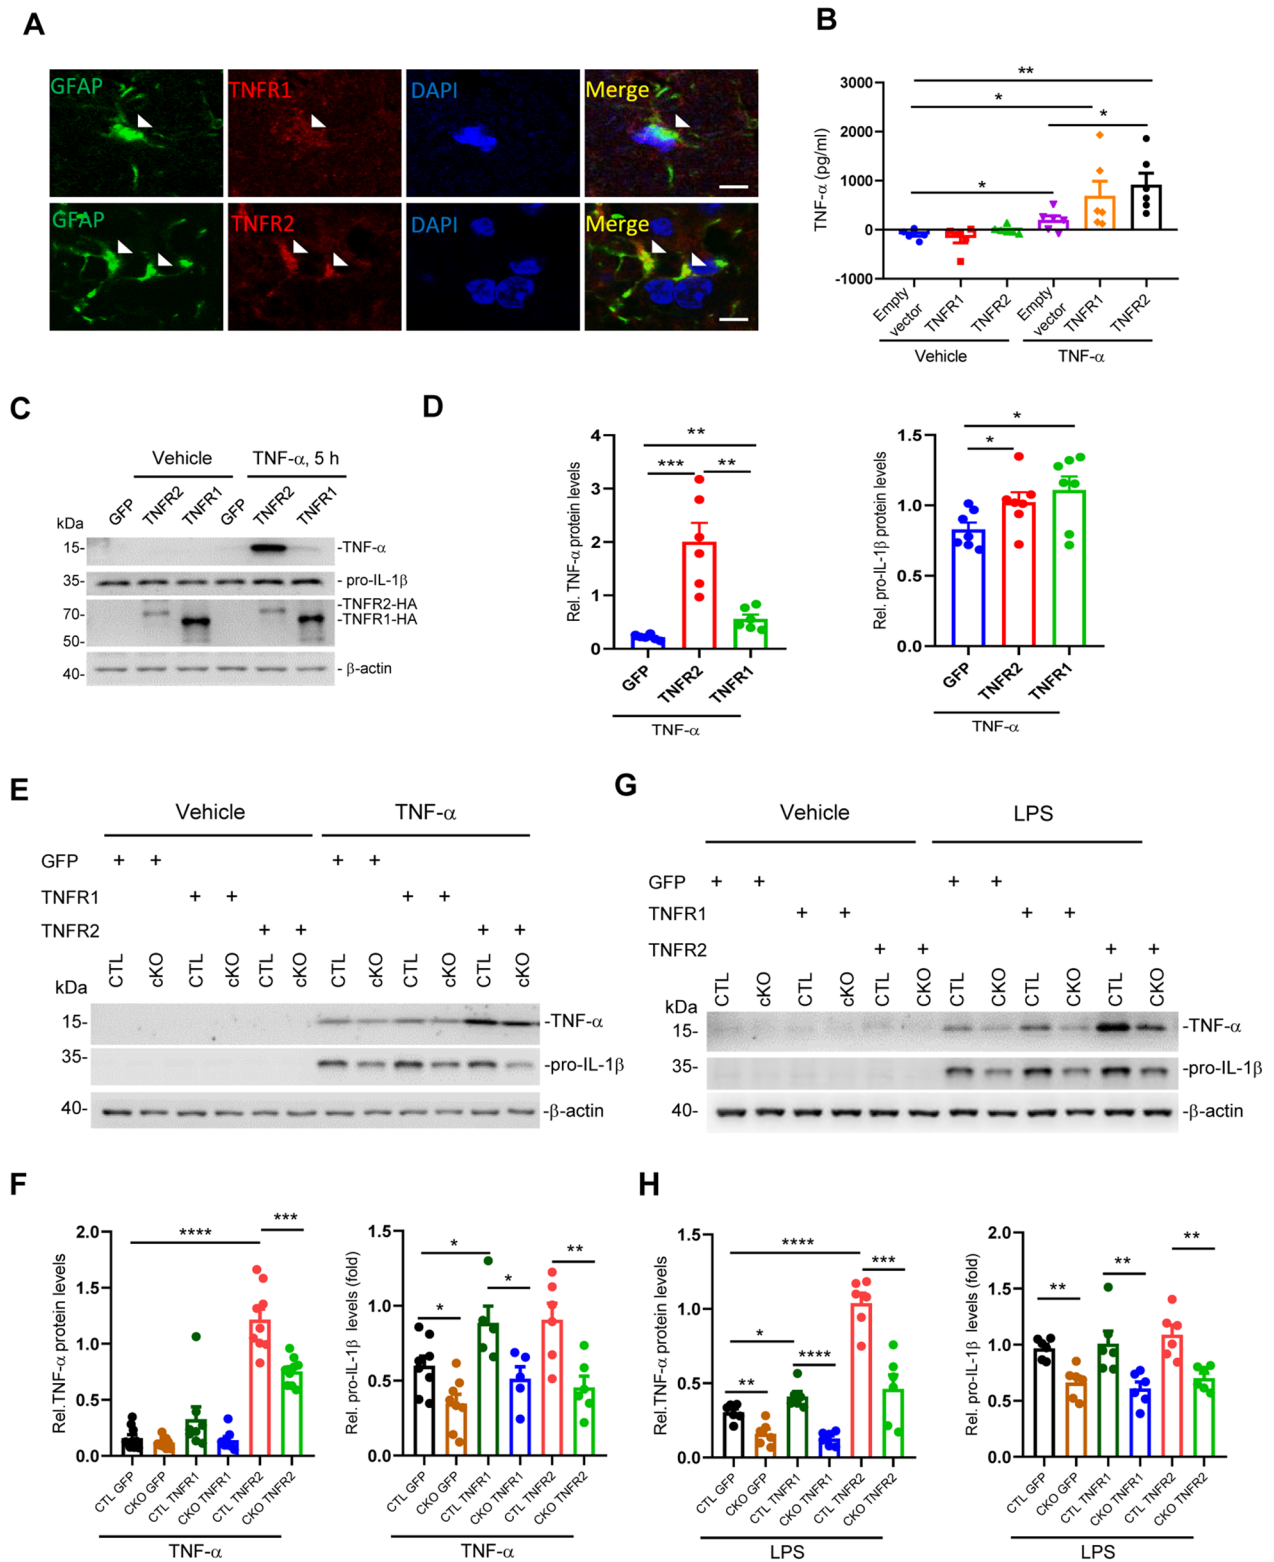 A
GFAP TNFR1 DAPI Merge
GFAP TNFR2 DAPI Merge
B
TNF-α (pg/ml)
3000
2000
1000
0
-1000
Empty vector TNFR1 TNFR2 Empty vector TNFR1 TNFR2
Vehicle TNF-α
** * * *
C
Vehicle TNF-α, 5 h
GFP TNFR2 TNFR1 GFP TNFR2 TNFR1
kDa
15- -TNF-α
35- - pro-IL-1β
70- -TNFR2-HA
-TNFR1-HA
50-
40- - β-actin
D
Rel. TNF-α protein levels
4
3
2
1
0
** *** **
GFP TNFR2 TNFR1
TNF-α
Rel. pro-IL-1β protein levels
1.5
1.0
0.5
0.0
* *
GFP TNFR2 TNFR1
TNF-α
E
Vehicle TNF-α
GFP + + + +
TNFR1 + + + +
TNFR2 + + + +
CTL cKO CTL cKO CTL cKO CTL cKO CTL cKO CTL cKO
kDa
15- -TNF-α
35- -pro-IL-1β
40- -β-actin
G
Vehicle LPS
GFP + + + +
TNFR1 + + + +
TNFR2 + + + +
CTL cKO CTL cKO CTL CKO CTL CKO CTL CKO CTL CKO
kDa
15- -TNF-α
35- -pro-IL-1β
40- -β-actin
F
Rel.TNF-α protein levels
2.0
1.5
1.0
0.5
0.0
**** ***
CTL GFP CKO GFP CTL TNFR1 CKO TNFR1 CTL TNFR2 CKO TNFR2
TNF-α
Rel. pro-IL-1β levels (fold)
1.5
1.0
0.5
0.0
* * * **
CTL GFP CKO GFP CTL TNFR1 CKO TNFR1 CTL TNFR2 CKO TNFR2
TNF-α
H
Rel.TNF-α protein levels
1.5
1.0
0.5
0.0
**** *** * **** **
CTL GFP CKO GFP CTL TNFR1 CKO TNFR1 CTL TNFR2 CKO TNFR2
LPS
Rel. pro-IL-1β levels (fold)
2.0
1.5
1.0
0.5
0.0
** ** **
CTL GFP CKO GFP CTL TNFR1 CKO TNFR1 CTL TNFR2 CKO TNFR2
LPS